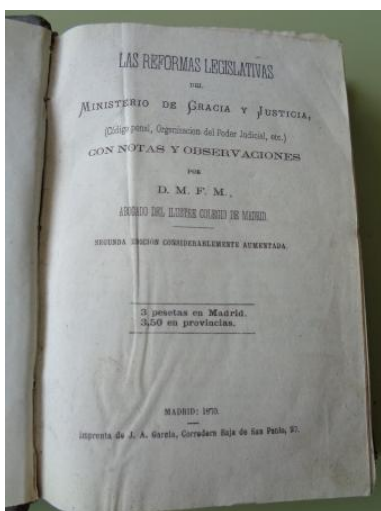 LAS REFORMAS LEGISLATIVAS
DEL
MINISTERIO DE GRACIA Y JUSTICIA,
(Código penal, Organizacion del Poder Judicial, etc.)
CON NOTAS Y OBSERVACIONES
POR
D. M. F. M.,
ABOGADO DEL ILUSTRE COLEGIO DE MADRID.
SEGUNDA EDICION CONSIDERABLEMENTE AUMENTADA.
3 pesetas en Madrid.
3,50 en provincias.
MADRID: 1870.
Imprenta de J. A. García, Corredera Baja de San Pablo, 27.